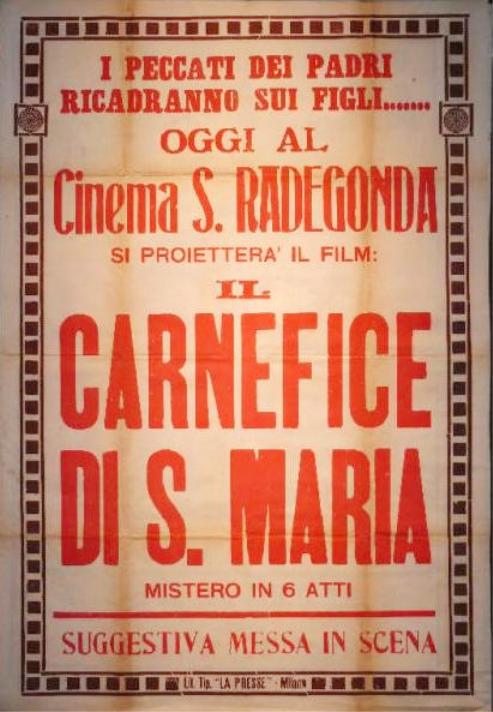 I PECCATI DEI PADRI
RICADRANNO SUI FIGLI.......
OGGI AL
Cinema S. RADEGONDA
SI PROIETTERA' IL FILM:
IL
CARNEFICE
DI S. MARIA
MISTERO IN 6 ATTI
SUGGESTIVA MESSA IN SCENA
Lit. Tip. "LA PRESSE" - Milano